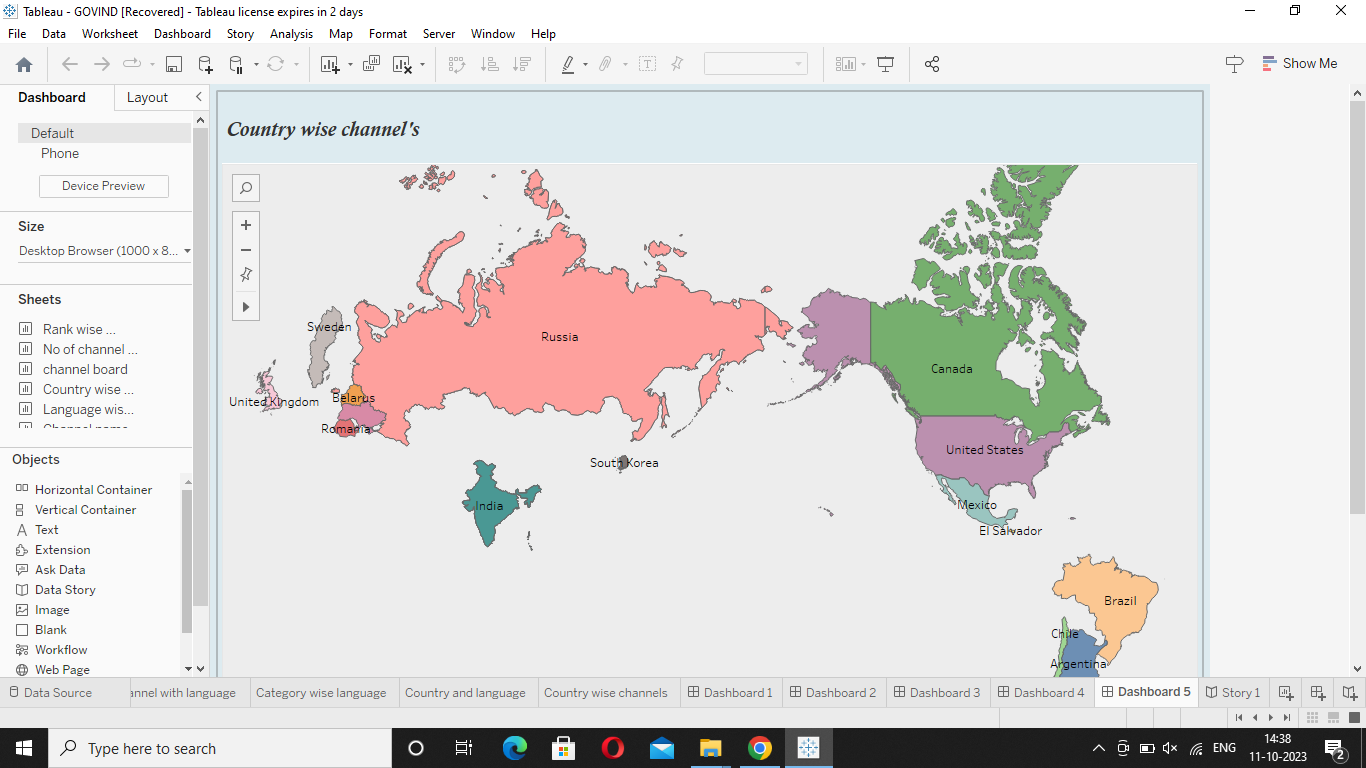 Tableau - GOVIND [Recovered] - Tableau license expires in 2 days
File Data Worksheet Dashboard Story Analysis Map Format Server Window Help
Show Me
Dashboard Layout
Default
Phone
Device Preview
Size
Desktop Browser (1000 x 8...
Sheets
Rank wise ...
No of channel ...
channel board
Country wise ...
Language wis...
Objects
Horizontal Container
Vertical Container
Text
Extension
Ask Data
Data Story
Image
Blank
Workflow
Web Page
Country wise channel's
Sweden
Russia
United Kingdom
Belarus
Romania
South Korea
India
Canada
United States
Mexico
El Salvador
Brazil
Chile
Argentina
Data Source annel with language Category wise language Country and language Country wise channels Dashboard 1 Dashboard 2 Dashboard 3 Dashboard 4 Dashboard 5 Story 1
Type here to search
ENG
14:38
11-10-2023
2